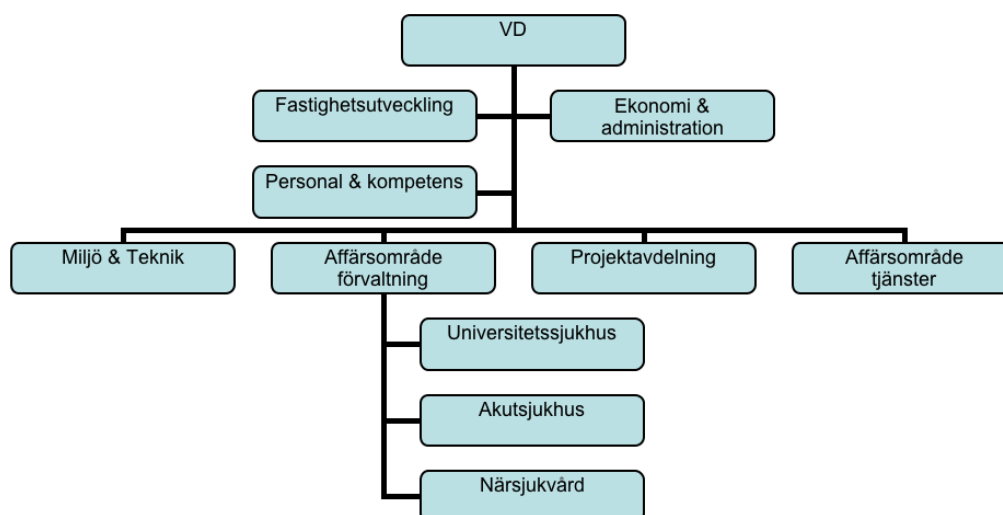 VD
Fastighetsutveckling
Ekonomi &
administration
Personal & kompetens
Miljö & Teknik
Affärsområde
förvaltning
Projektavdelning
Affärsområde
tjänster
Universitetssjukhus
Akutsjukhus
Närsjukvård